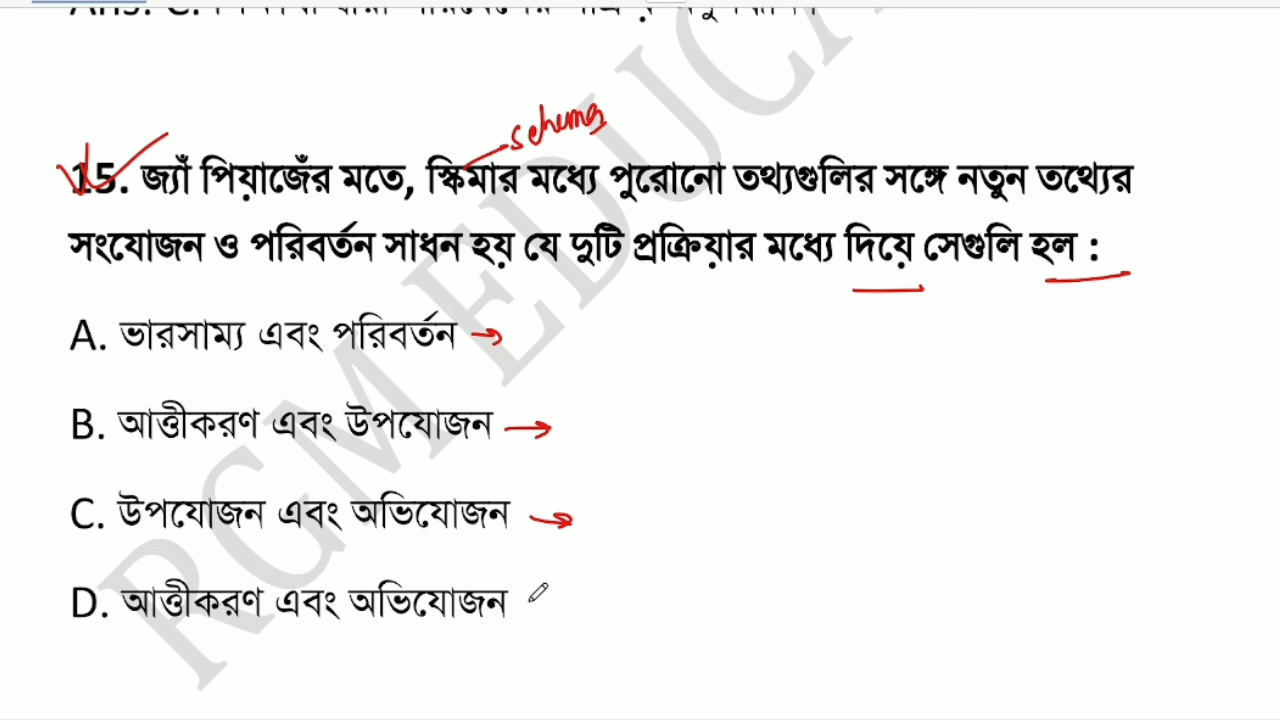 schema
15. জ্যাঁ পিয়াজেঁর মতে, স্কিমার মধ্যে পুরোনো তথ্যগুলির সঙ্গে নতুন তথ্যের
সংযোজন ও পরিবর্তন সাধন হয় যে দুটি প্রক্রিয়ার মধ্যে দিয়ে সেগুলি হল :
A. ভারসাম্য এবং পরিবর্তন
B. আত্তীকরণ এবং উপযোজন
C. উপযোজন এবং অভিযোজন
D. আত্তীকরণ এবং অভিযোজন
RGM EDUCA